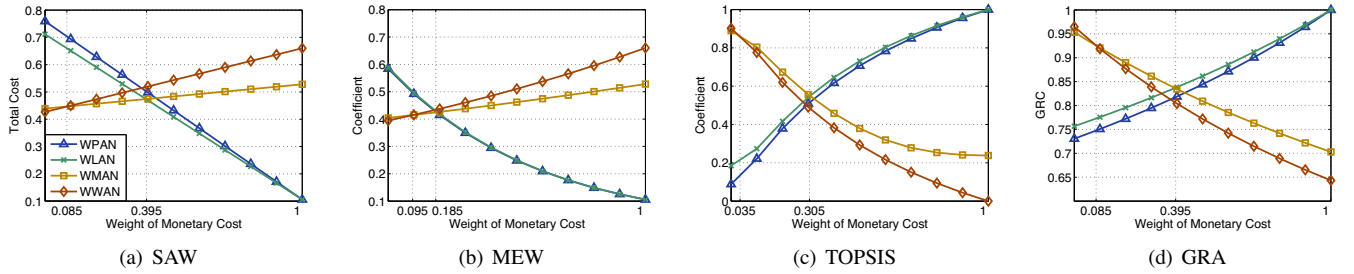 0.8
0.7
0.6
0.5
0.4
0.3
0.2
0.1
Total Cost
WPAN
WLAN
WMAN
WWAN
0.085 0.395 1
Weight of Monetary Cost
(a) SAW
0.8
0.7
0.6
0.5
0.4
0.3
0.2
0.1
Coefficient
0.095 0.185 1
Weight of Monetary Cost
(b) MEW
1
0.8
0.6
0.4
0.2
0
Coefficient
0.035 0.305 1
Weight of Monetary Cost
(c) TOPSIS
1
0.95
0.9
0.85
0.8
0.75
0.7
0.65
GRC
0.085 0.395 1
Weight of Monetary Cost
(d) GRA